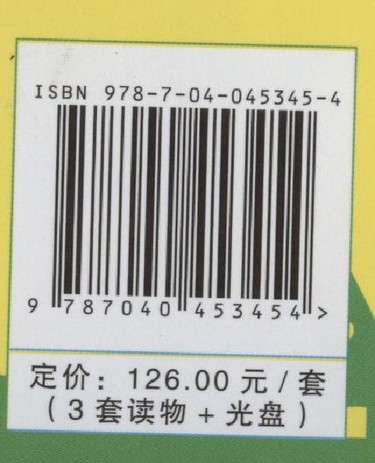 ISBN 978-7-04-045345-4
9 787040 453454 >
定价：126.00 元 / 套
（3 套读物 + 光盘）